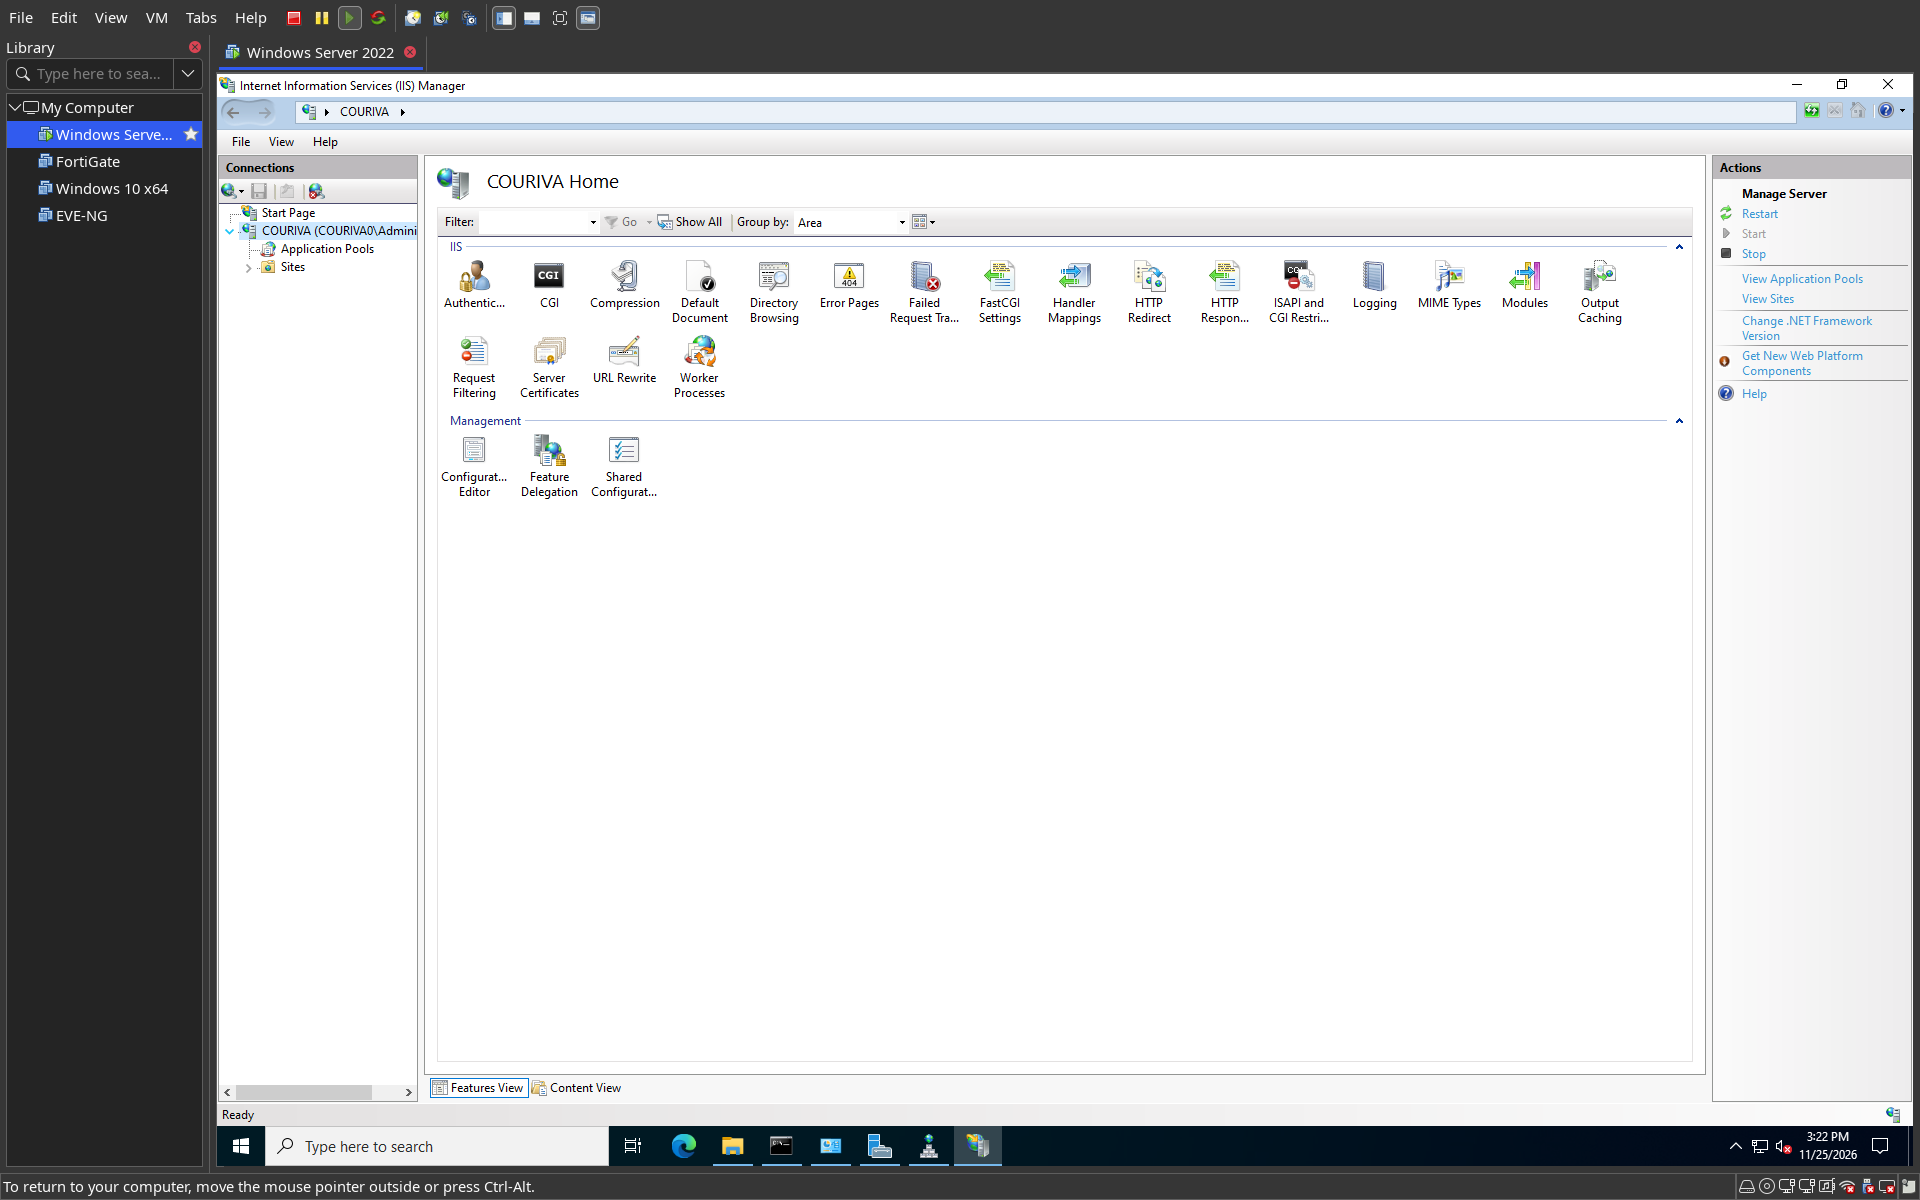 File Edit View VM Tabs Help
Library
Windows Server 2022
Type here to sea...
My Computer
Windows Serve...
FortiGate
Windows 10 x64
EVE-NG
Internet Information Services (IIS) Manager
COURIVA
File View Help
Connections
Start Page
COURIVA (COURIVA0\Admini
Application Pools
Sites
COURIVA Home
Filter: Go Show All Group by: Area
IIS
Authentic...
CGI
CGI
Compression
Default
Document
Directory
Browsing
404
Error Pages
Failed
Request Tra...
FastCGI
Settings
Handler
Mappings
HTTP
Redirect
HTTP
Respon...
ISAPI and
CGI Restri...
Logging
MIME Types
Modules
Output
Caching
Request
Filtering
Server
Certificates
URL Rewrite
Worker
Processes
Management
Configurat...
Editor
Feature
Delegation
Shared
Configurat...
Actions
Manage Server
Restart
Start
Stop
View Application Pools
View Sites
Change .NET Framework
Version
Get New Web Platform
Components
Help
Features View Content View
Ready
Type here to search
3:22 PM
11/25/2026
To return to your computer, move the mouse pointer outside or press Ctrl-Alt.